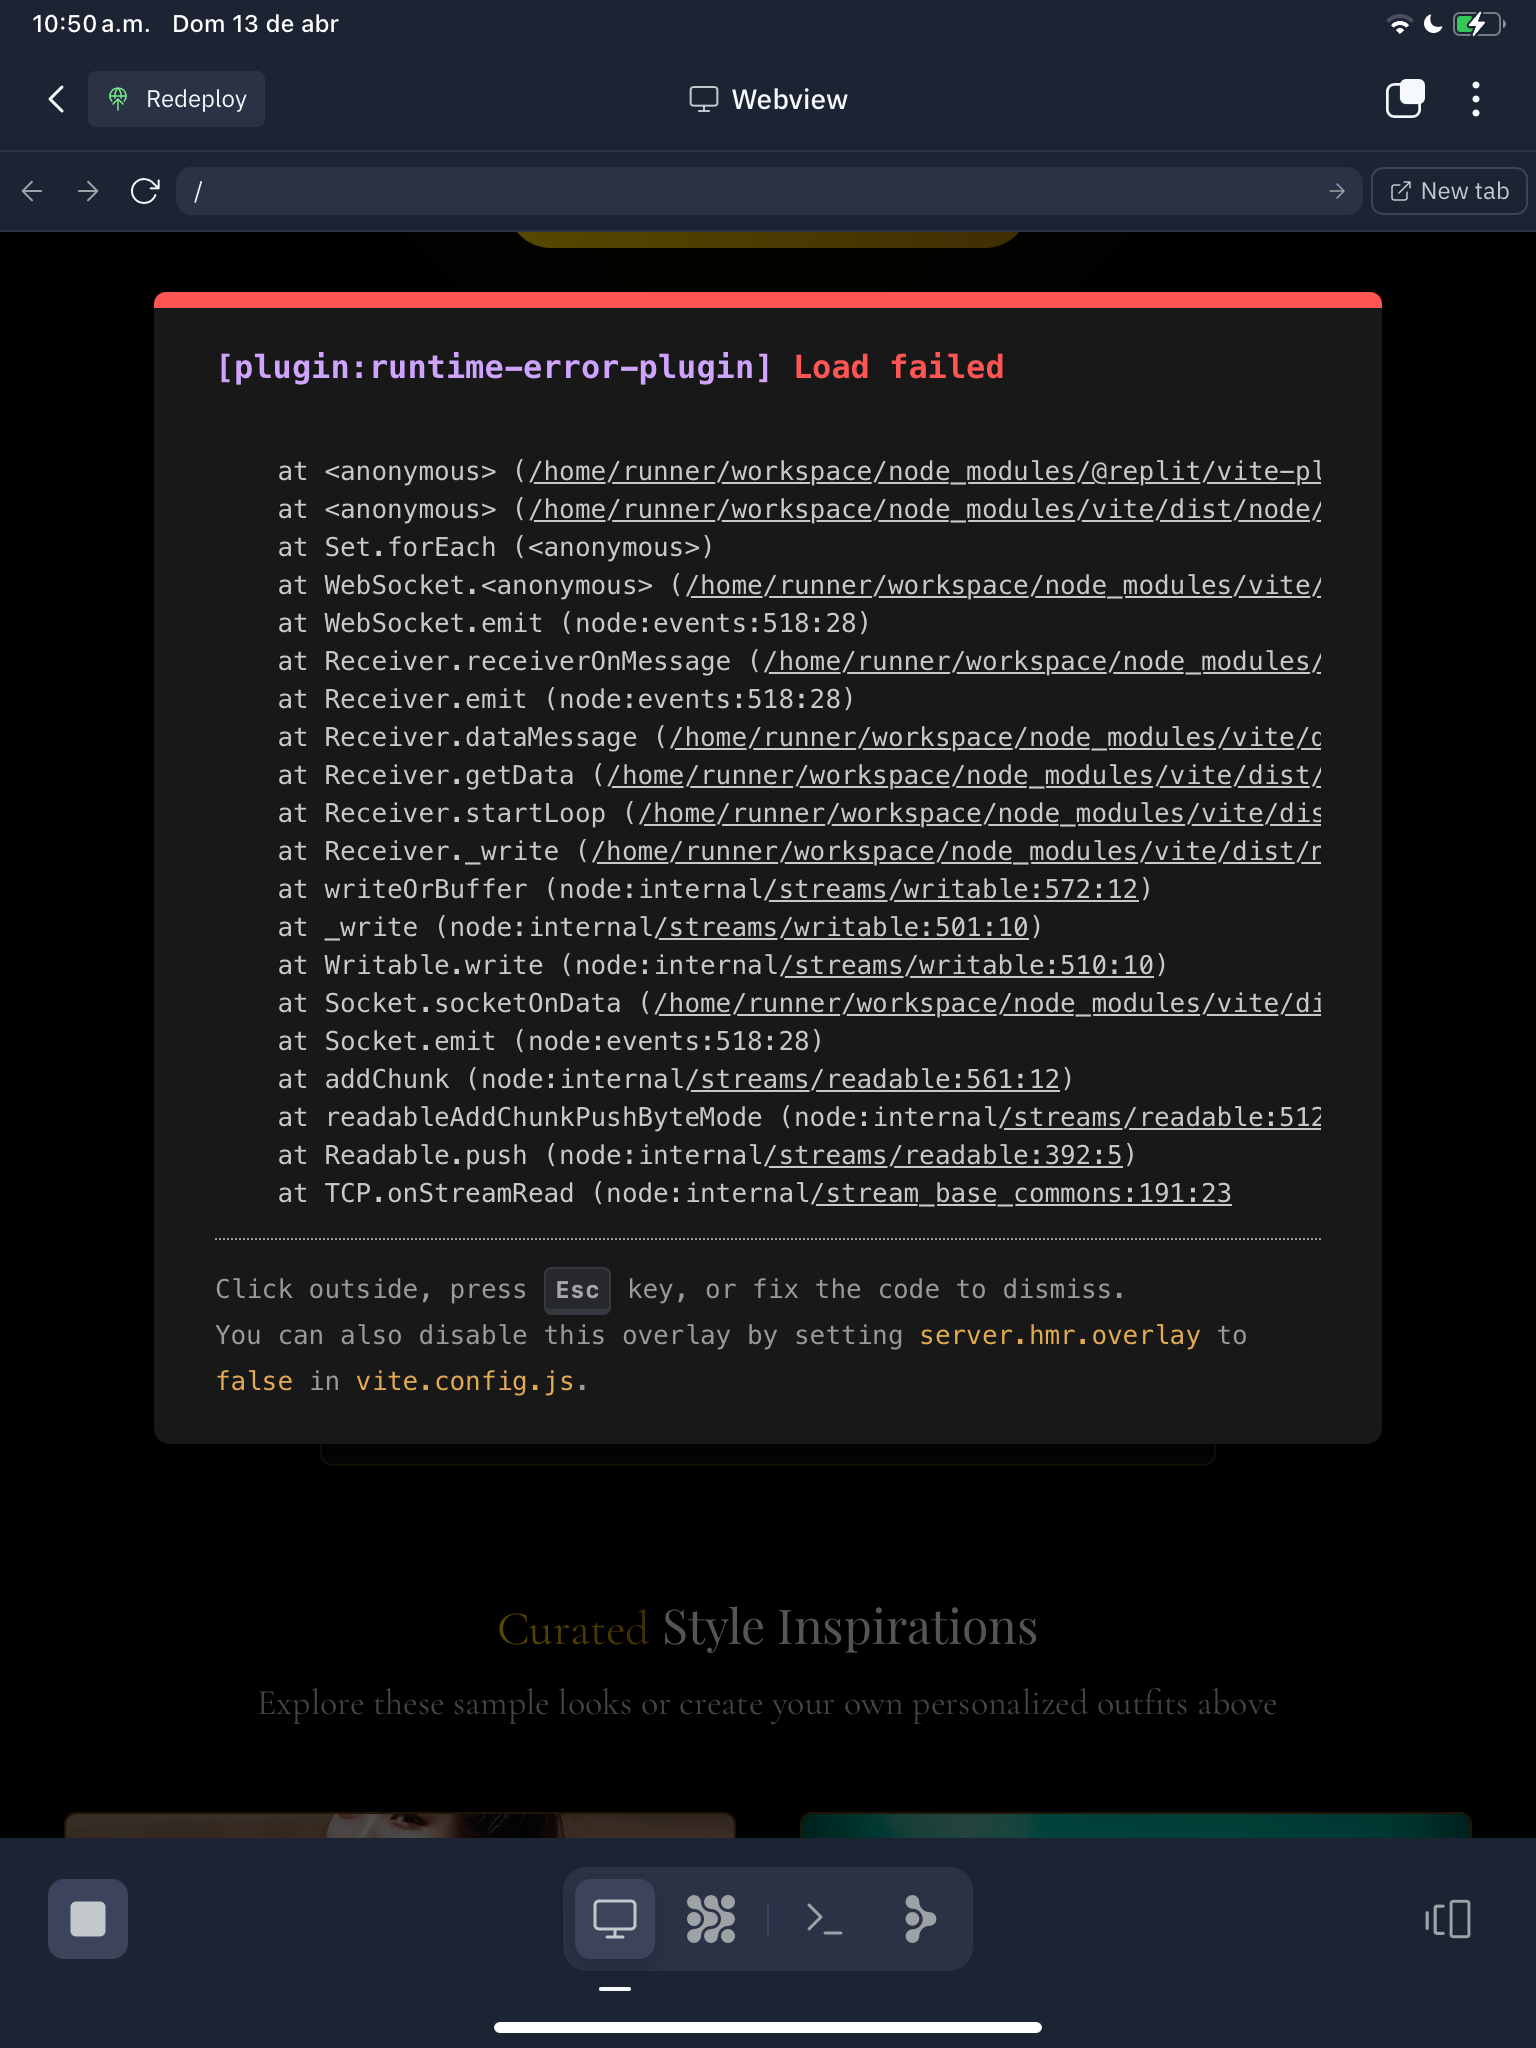 10:50 a.m. Dom 13 de abr
Redeploy
Webview
/
New tab
[plugin:runtime-error-plugin] Load failed
at <anonymous> (/home/runner/workspace/node_modules/@replit/vite-pl
at <anonymous> (/home/runner/workspace/node_modules/vite/dist/node/
at Set.forEach (<anonymous>)
at WebSocket.<anonymous> (/home/runner/workspace/node_modules/vite/
at WebSocket.emit (node:events:518:28)
at Receiver.receiverOnMessage (/home/runner/workspace/node_modules/
at Receiver.emit (node:events:518:28)
at Receiver.dataMessage (/home/runner/workspace/node_modules/vite/d
at Receiver.getData (/home/runner/workspace/node_modules/vite/dist/
at Receiver.startLoop (/home/runner/workspace/node_modules/vite/dis
at Receiver._write (/home/runner/workspace/node_modules/vite/dist/n
at writeOrBuffer (node:internal/streams/writable:572:12)
at _write (node:internal/streams/writable:501:10)
at Writable.write (node:internal/streams/writable:510:10)
at Socket.socketOnData (/home/runner/workspace/node_modules/vite/di
at Socket.emit (node:events:518:28)
at addChunk (node:internal/streams/readable:561:12)
at readableAddChunkPushByteMode (node:internal/streams/readable:512
at Readable.push (node:internal/streams/readable:392:5)
at TCP.onStreamRead (node:internal/stream_base_commons:191:23
Click outside, press Esc key, or fix the code to dismiss.
You can also disable this overlay by setting server.hmr.overlay to
false in vite.config.js.
Curated Style Inspirations
Explore these sample looks or create your own personalized outfits above